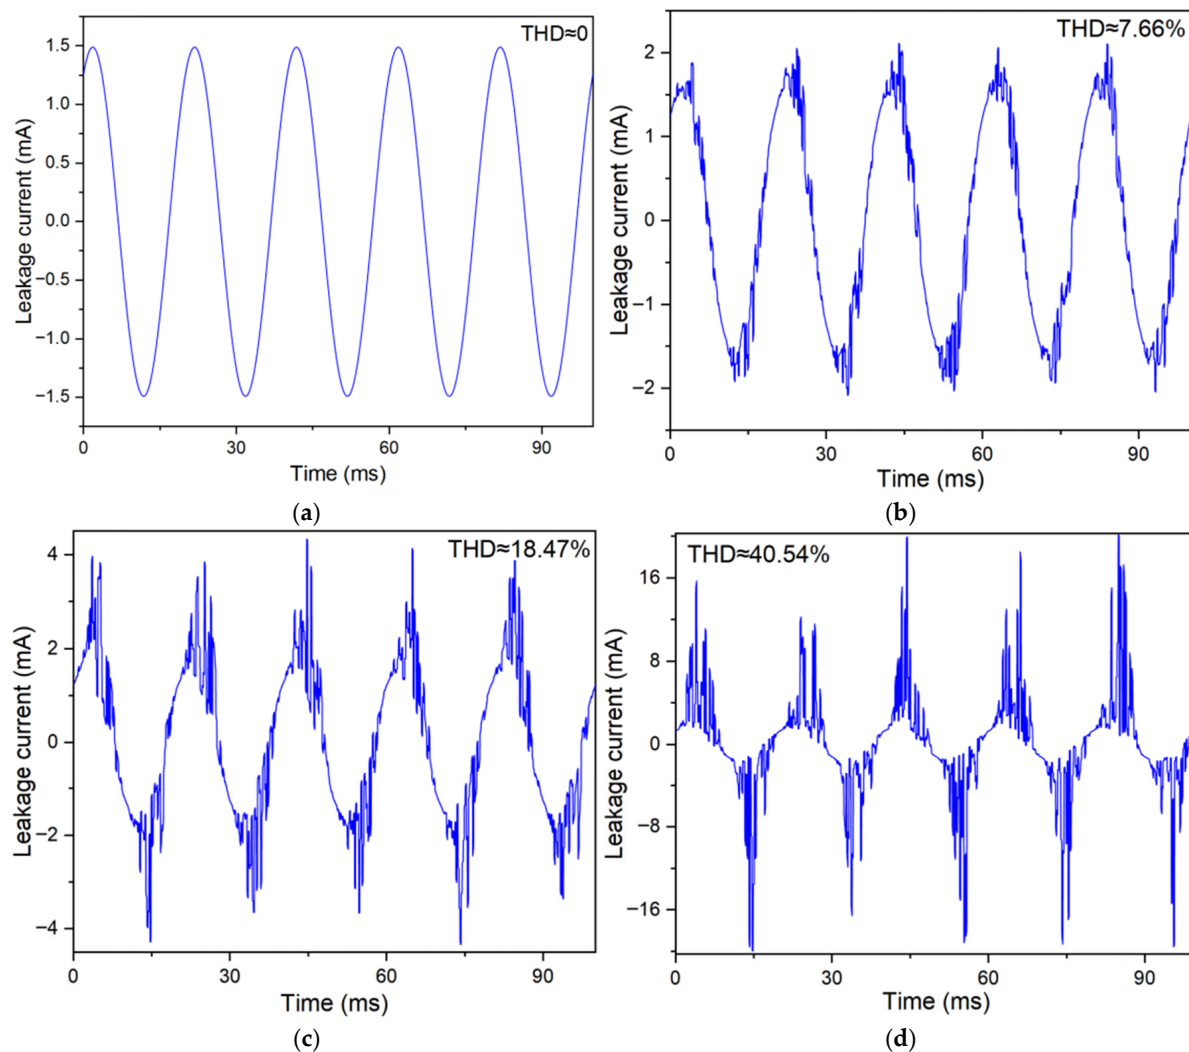 THD≈0
1.5
1.0
0.5
0.0
−0.5
−1.0
−1.5
Leakage current (mA)
0 30 60 90
Time (ms)
(a)
THD≈7.66%
2
1
0
−1
−2
Leakage current (mA)
0 30 60 90
Time (ms)
(b)
THD≈18.47%
4
2
0
−2
−4
Leakage current (mA)
0 30 60 90
Time (ms)
(c)
THD≈40.54%
16
8
0
−8
−16
Leakage current (mA)
0 30 60 90
Time (ms)
(d)